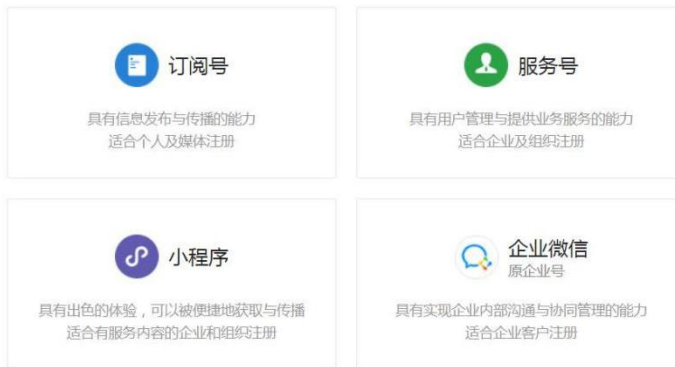 订阅号
具有信息发布与传播的能力
适合个人及媒体注册
服务号
具有用户管理与提供业务服务的能力
适合企业及组织注册
小程序
具有出色的体验，可以被便捷地获取与传播
适合有服务内容的企业和组织注册
企业微信
原企业号
具有实现企业内部沟通与协同管理的能力
适合企业客户注册